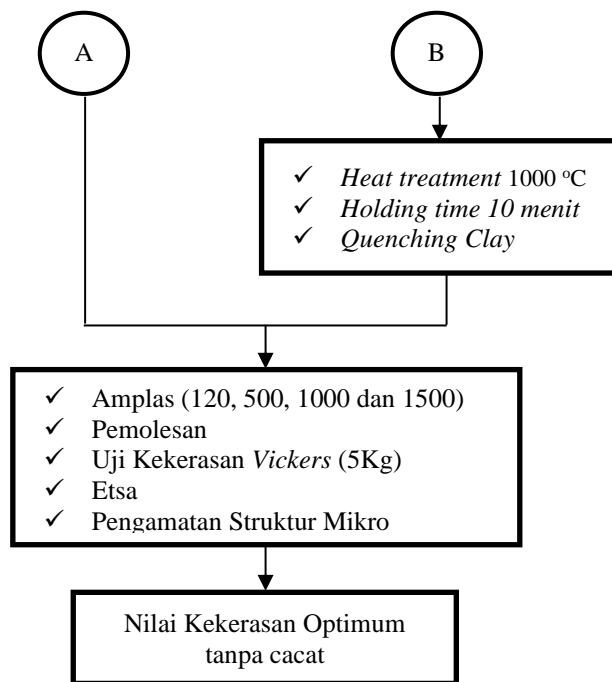 A
B
✓ Heat treatment 1000 °C
✓ Holding time 10 menit
✓ Quenching Clay
✓ Amplas (120, 500, 1000 dan 1500)
✓ Pemolesan
✓ Uji Kekerasan Vickers (5Kg)
✓ Etsa
✓ Pengamatan Struktur Mikro
Nilai Kekerasan Optimum
tanpa cacat